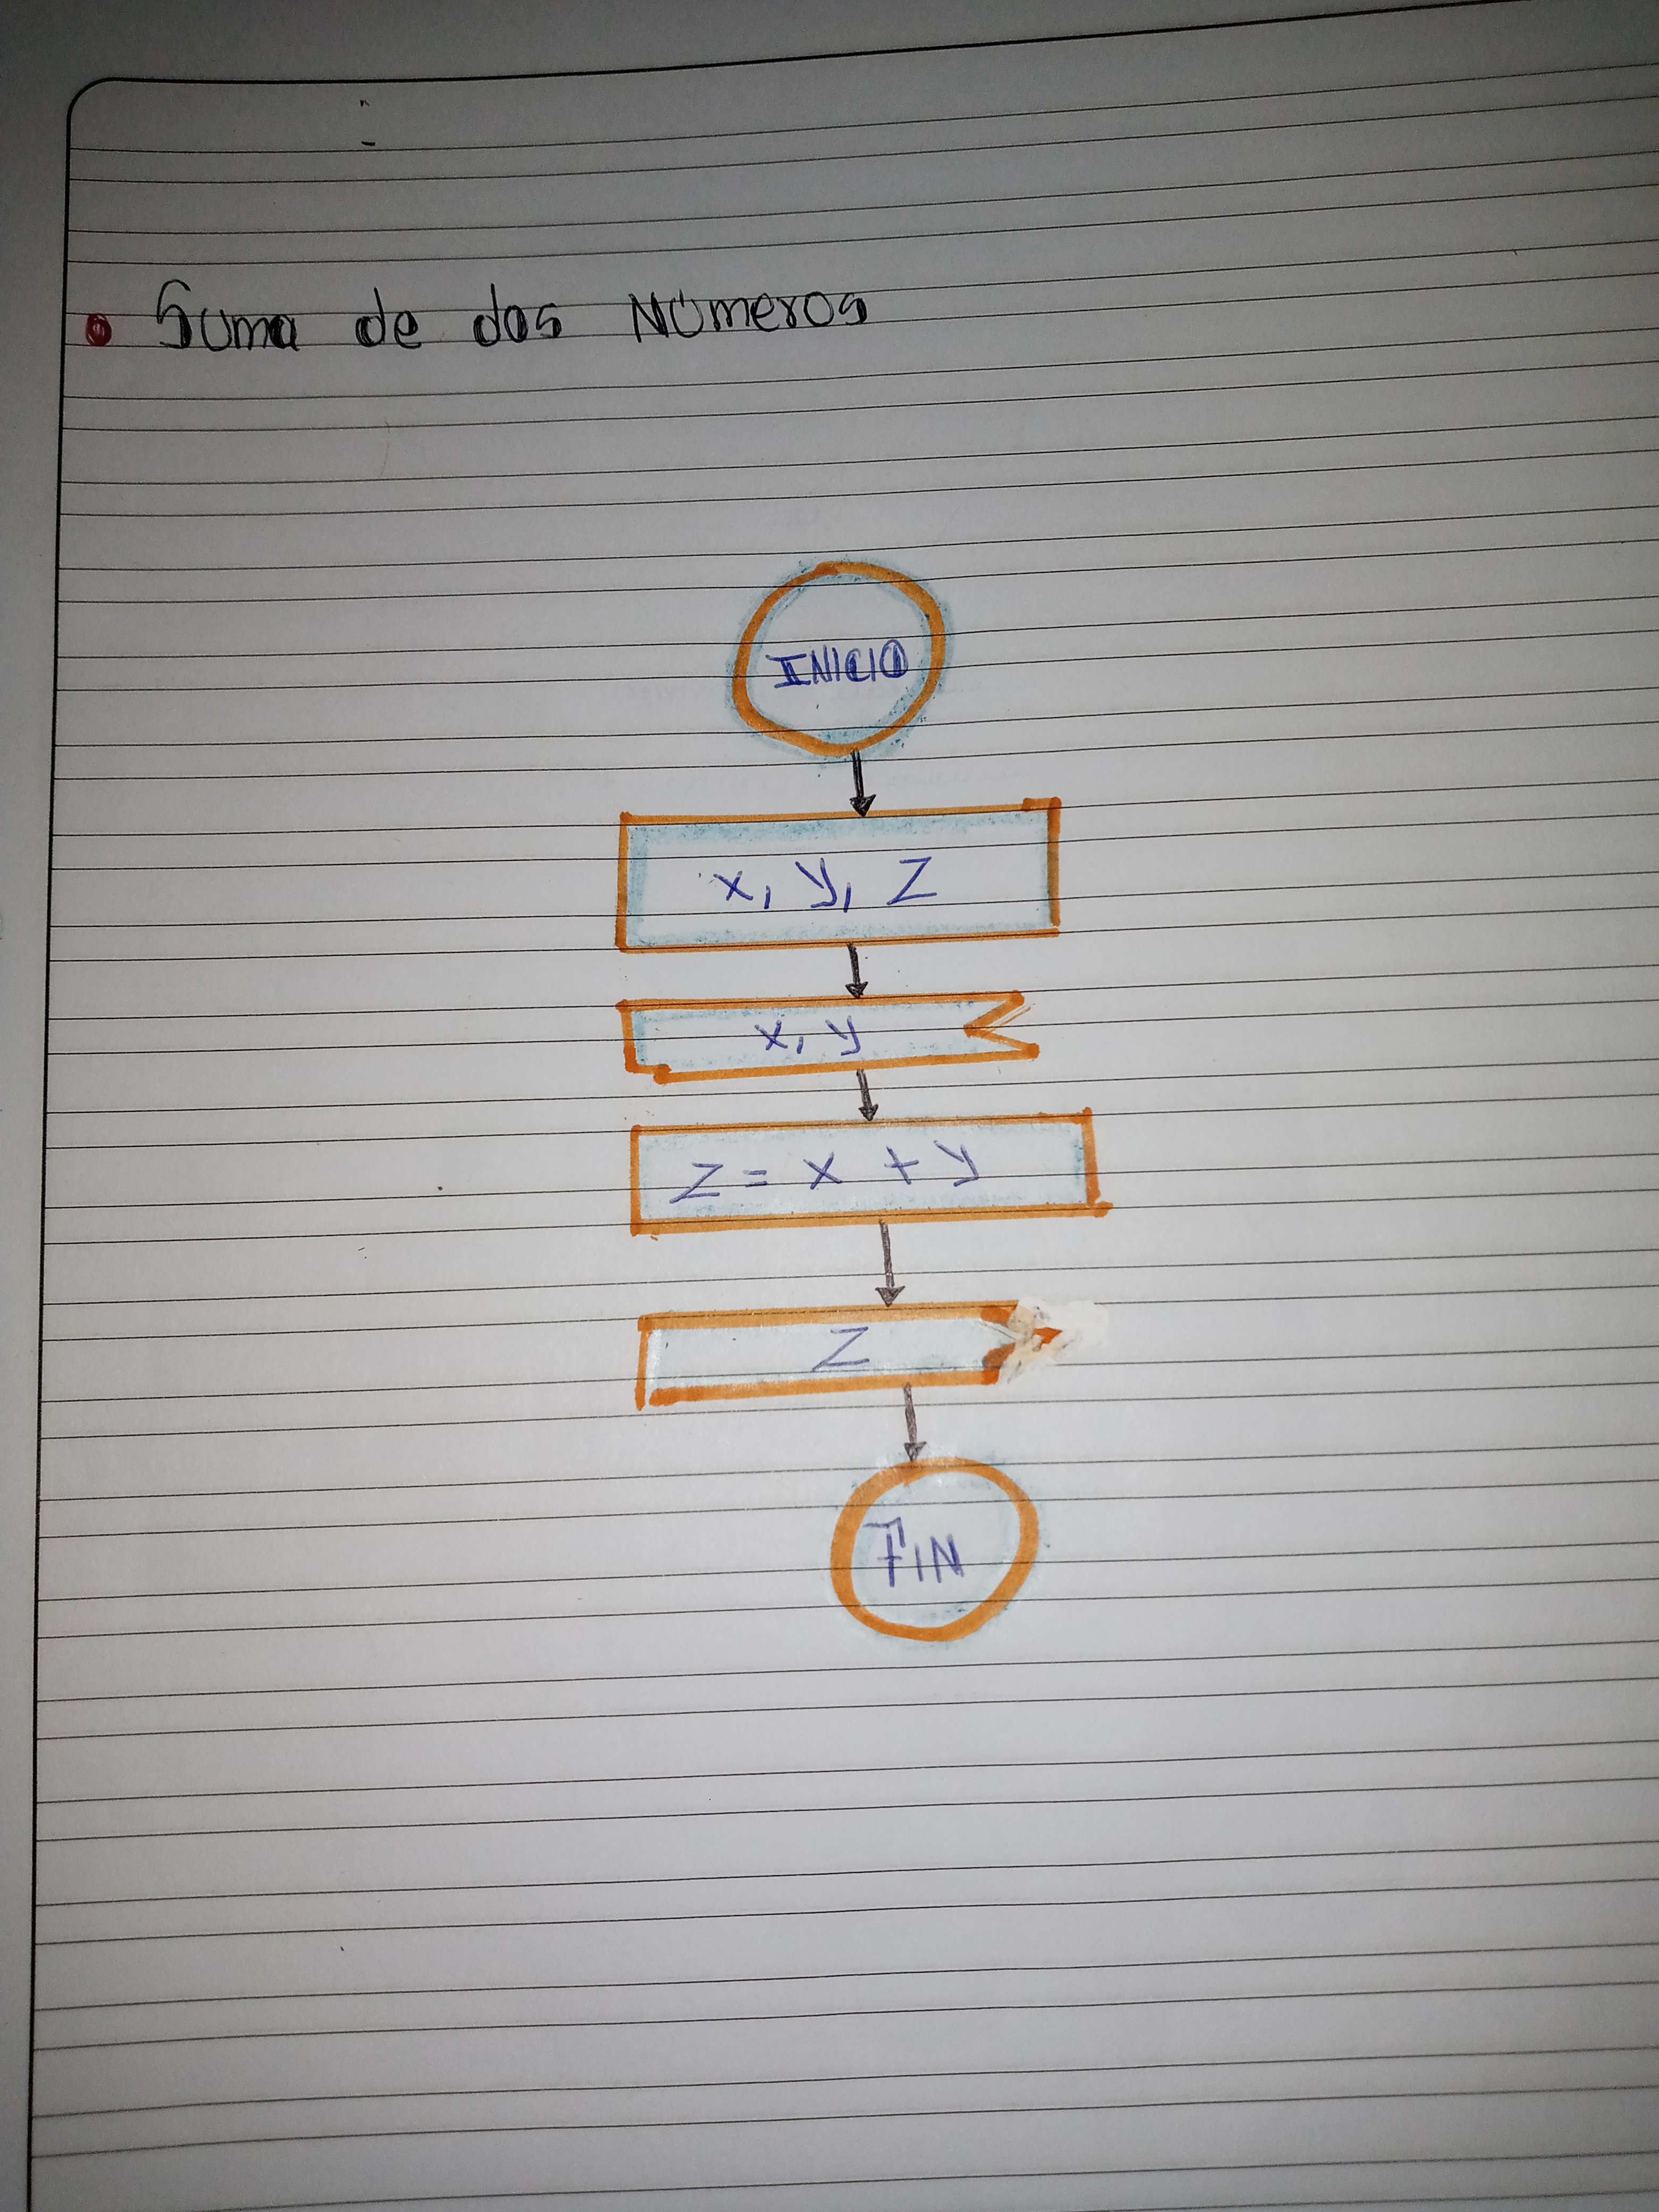 Suma de dos Números
INICIO
x, y, z
x, y
z = x + y
z
FIN